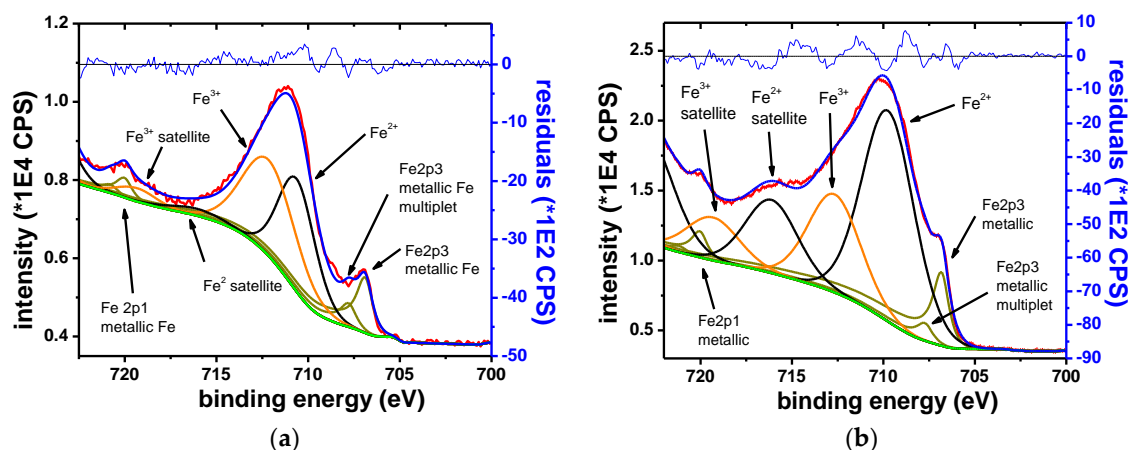 (a)
1.2
1.0
0.8
0.6
0.4
intensity (*1E4 CPS)
0
-10
-20
-30
-40
-50
residuals (*1E2 CPS)
720
715
710
705
700
binding energy (eV)
Fe3+
Fe3+ satellite
Fe2+
Fe2p3
metallic Fe
multiplet
Fe2p3
metallic Fe
Fe2 satellite
Fe 2p1
metallic Fe
(a)
(b)
2.5
2.0
1.5
1.0
0.5
intensity (*1E4 CPS)
10
0
-10
-20
-30
-40
-50
-60
-70
-80
-90
residuals (*1E2 CPS)
720
715
710
705
700
binding energy (eV)
Fe3+
satellite
Fe2+
satellite
Fe3+
Fe2+
Fe2p3
metallic
Fe2p3
metallic
multiplet
Fe2p1
metallic
(b)